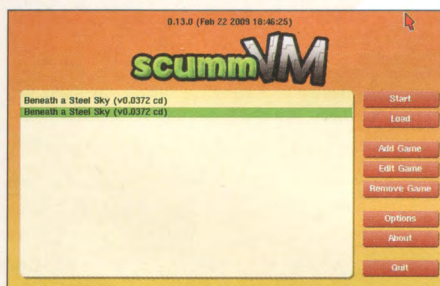 0.13.0 (Feb 22 2009 10:46:25)
scummVM
Beneath a Steel Sky (v0.0372 cd)
Beneath a Steel Sky (v0.0372 cd)
Start
Load
Add Game
Edit Game
Remove Game
Options
About
Quit